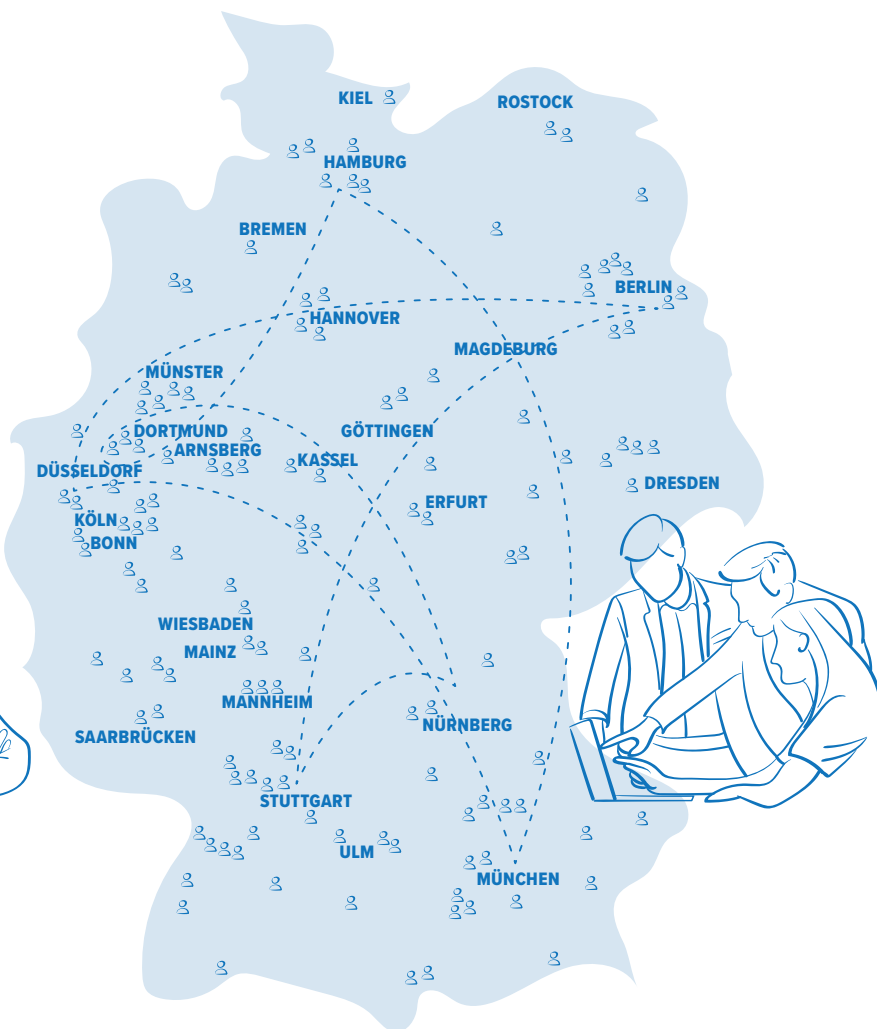 KIEL
ROSTOCK
HAMBURG
BREMEN
BERLIN
HANNOVER
MAGDEBURG
MÜNSTER
DORTMUND
GÖTTINGEN
ARNSBERG
KASSEL
DÜSSELDORF
DRESDEN
ERFURT
KÖLN
BONN
WIESBADEN
MAINZ
MANNHEIM
NÜRNBERG
SAARBRÜCKEN
STUTTGART
ULM
MÜNCHEN